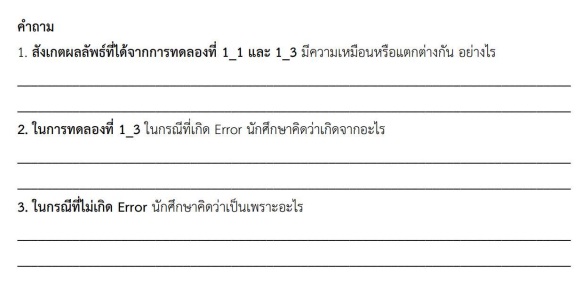 คำถาม
1. สังเกตผลลัพธ์ที่ได้จากการทดลองที่ 1_1 และ 1_3 มีความเหมือนหรือแตกต่างกัน อย่างไร
2. ในการทดลองที่ 1_3 ในกรณีที่เกิด Error นักศึกษาคิดว่าเกิดจากอะไร
3. ในกรณีที่ไม่เกิด Error นักศึกษาคิดว่าเป็นเพราะอะไร